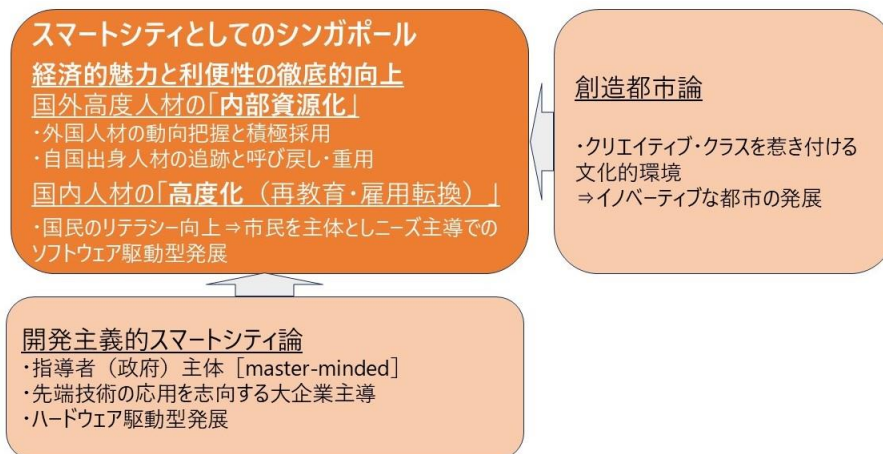 スマートシティとしてのシンガポール
経済的魅力と利便性の徹底的向上
国外高度人材の「内部資源化」
・外国人材の動向把握と積極採用
・自国出身人材の追跡と呼び戻し・重用
国内人材の「高度化（再教育・雇用転換）」
・国民のリテラシー向上⇒市民を主体としニーズ主導での
ソフトウェア駆動型発展
創造都市論
・クリエイティブ・クラスを惹き付ける
文化的環境
⇒イノベーティブな都市の発展
開発主義的スマートシティ論
・指導者（政府）主体［master-minded］
・先端技術の応用を志向する大企業主導
・ハードウェア駆動型発展